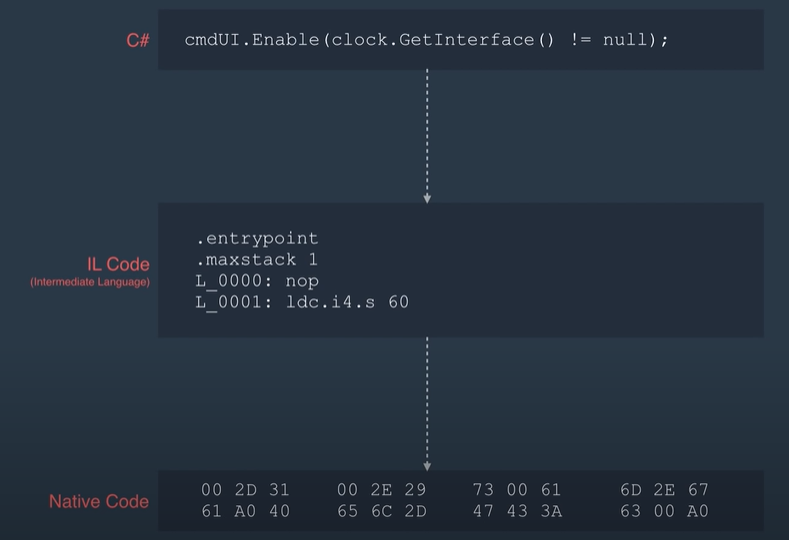 C#
cmdUI.Enable(clock.GetInterface() != null);
IL Code
(Intermediate Language)
.entrypoint
.maxstack 1
L_0000: nop
L_0001: ldc.i4.s 60
Native Code
00 2D 31 00 2E 29 73 00 61 6D 2E 67
61 A0 40 65 6C 2D 47 43 3A 63 00 A0